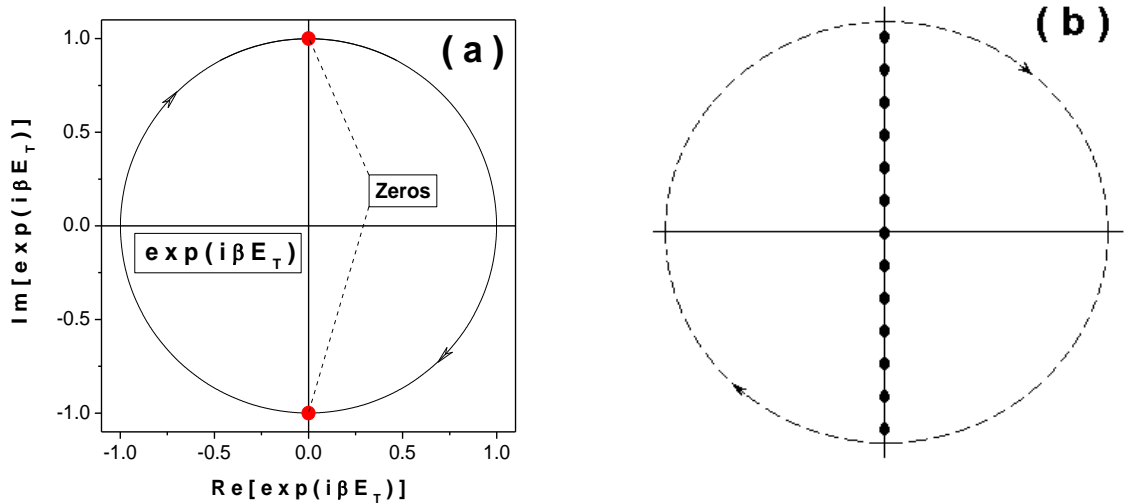 ( a )
1.0
0.5
0.0
-0.5
-1.0
Im[exp(iβE_T)]
Zeros
exp(iβE_T)
-1.0 -0.5 0.0 0.5 1.0
Re[exp(iβE_T)]
( b )